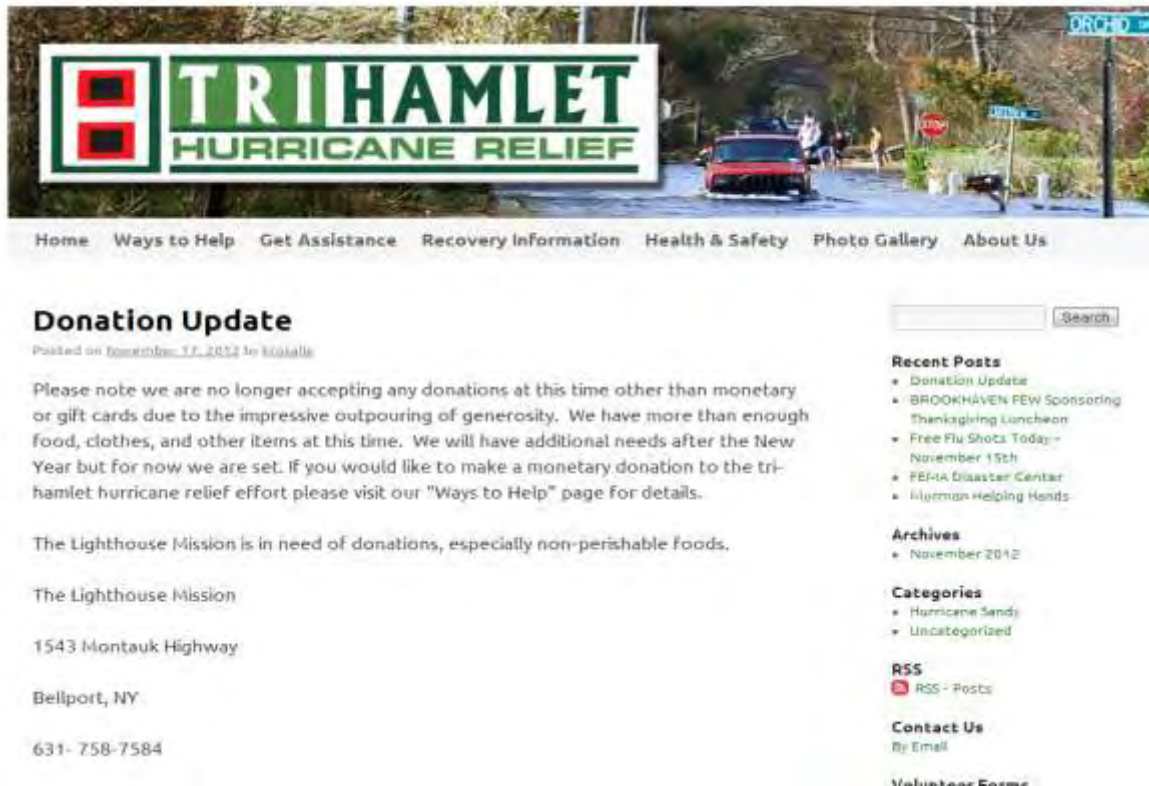 ORCHID
STOP
TRIHAMLET
HURRICANE RELIEF
Home Ways to Help Get Assistance Recovery Information Health & Safety Photo Gallery About Us
Donation Update
Posted on November 17, 2012 by
Please note we are no longer accepting any donations at this time other than monetary
or gift cards due to the impressive outpouring of generosity. We have more than enough
food, clothes, and other items at this time. We will have additional needs after the New
Year but for now we are set. If you would like to make a monetary donation to the tri-
hamlet hurricane relief effort please visit our "Ways to Help" page for details.
The Lighthouse Mission is in need of donations, especially non-perishable foods.
The Lighthouse Mission
1543 Montauk Highway
Bellport, NY
631- 758-7584
Search
Recent Posts
Donation Update
BROOKHAVEN FEW Sponsoring
Thanksgiving Luncheon
Free Flu Shots Today -
November 15th
FEMA Disaster Center
Mormon Helping Hands
Archives
November 2012
Categories
Hurricane Sandy
Uncategorized
RSS
RSS - Posts
Contact Us
By Email
Volunteer Forms